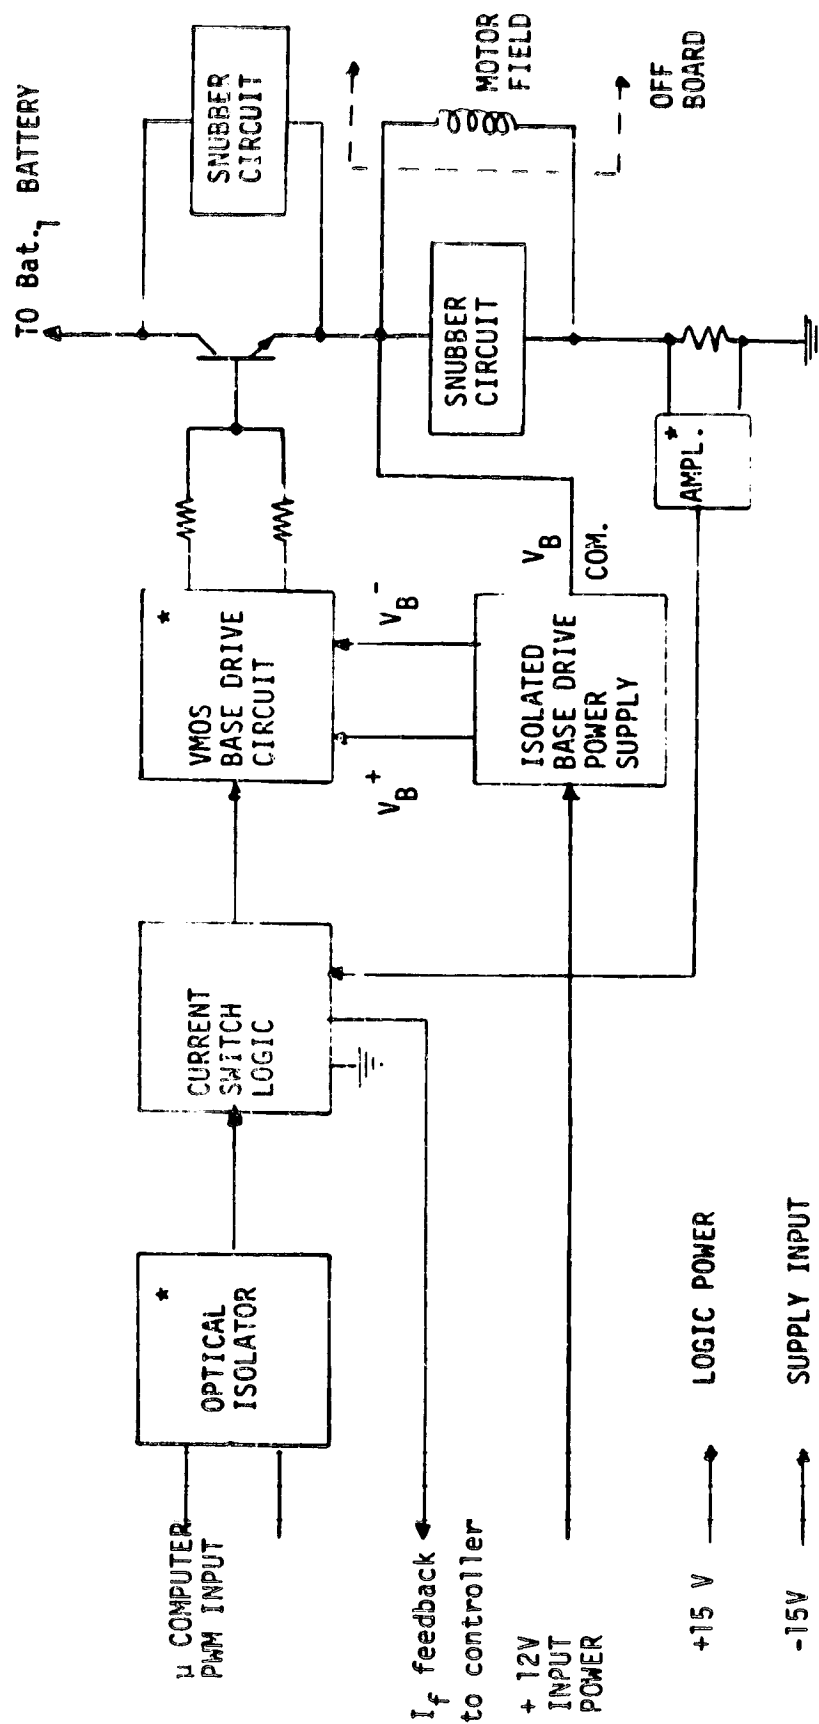 μ COMPUTER
PWM INPUT
*
OPTICAL
ISOLATOR
CURRENT
SWITCH
LOGIC
*
VMOS
BASE DRIVE
CIRCUIT
TO Bat.1 BATTERY
SNUBBER
CIRCUIT
I_f feedback
to controller
V_B+
V_B-
MOTOR
FIELD
SNUBBER
CIRCUIT
+ 12V
INPUT
POWER
ISOLATED
BASE DRIVE
POWER
SUPPLY
V_B
COM.
OFF
BOARD
*
AMPL.
+15 V
LOGIC POWER
-15V
SUPPLY INPUT